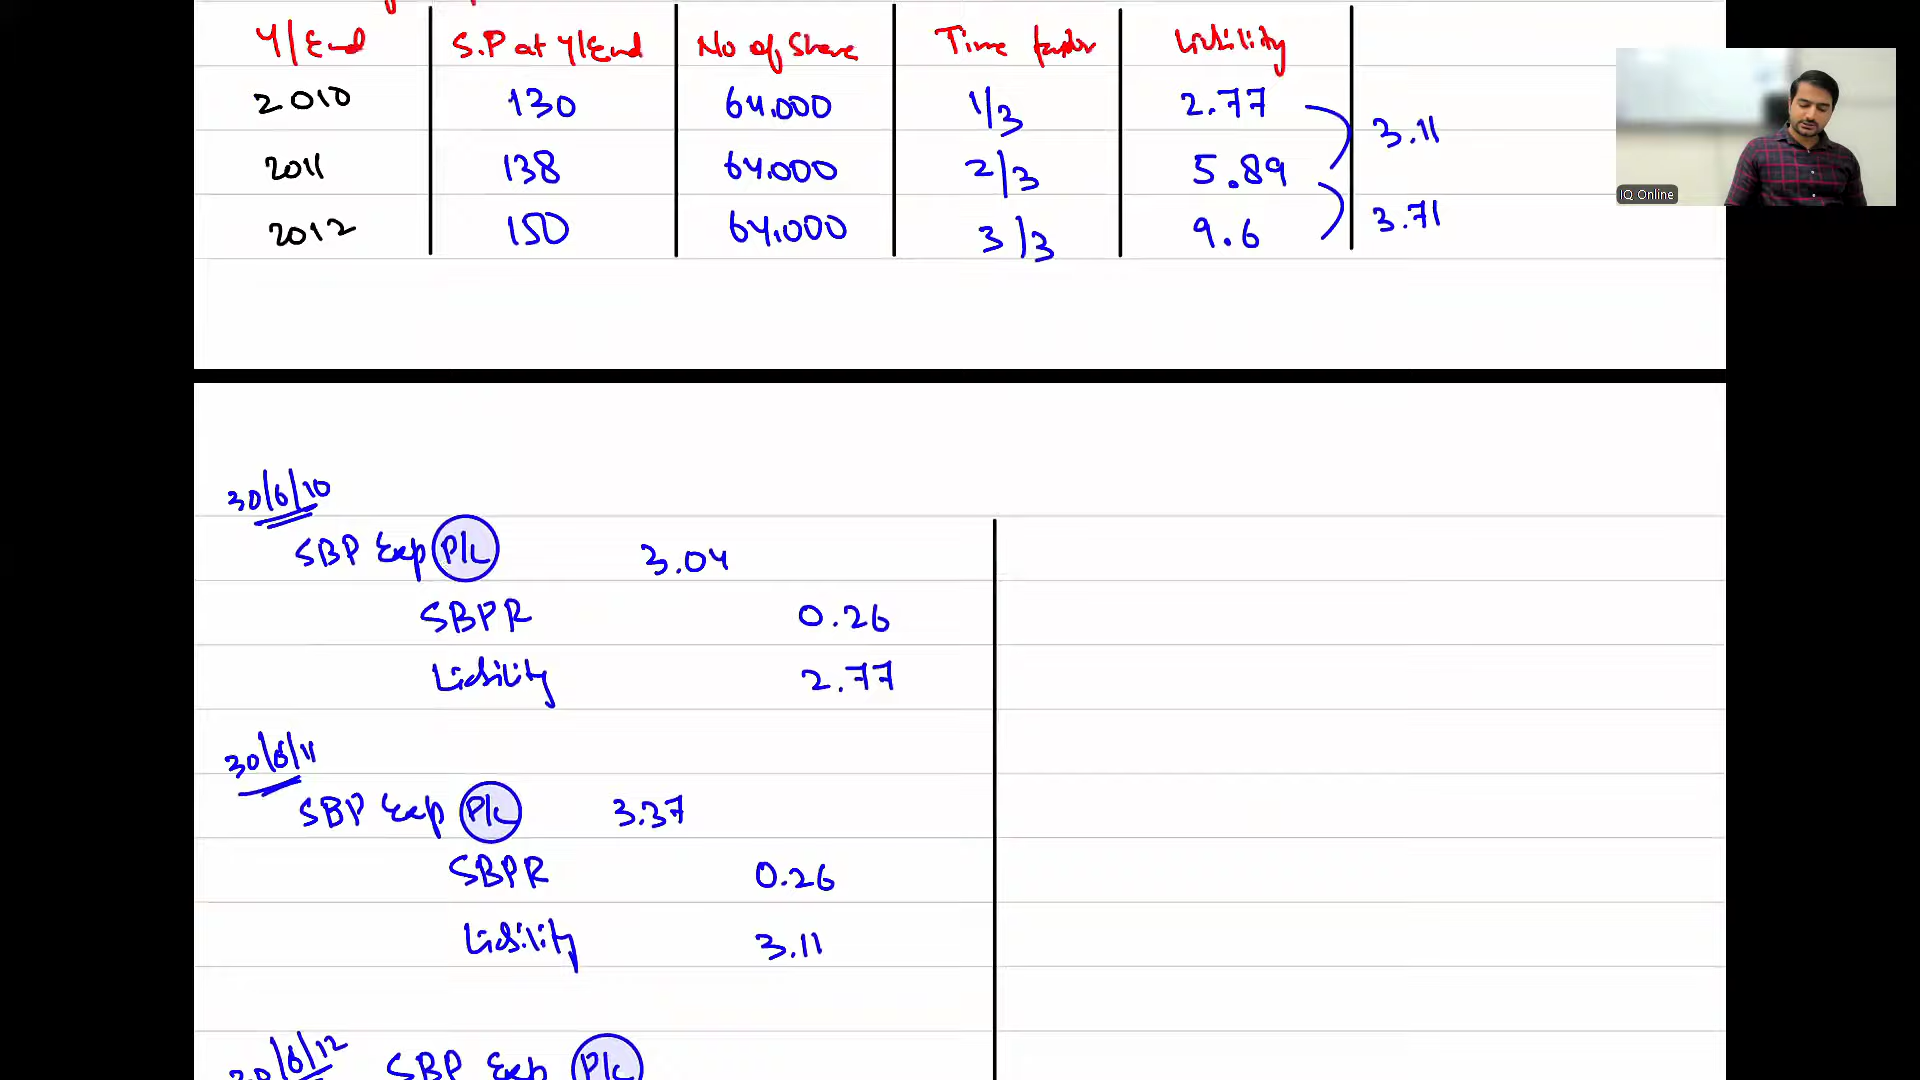 Y/End S.P at Y/End No of Share Time factor Liability
2010 130 64,000 1/3 2.77
3.11
2011 138 64,000 2/3 5.89
IQ Online
3.71
2012 150 64,000 3/3 9.6
30/6/10
SBP Exp P/L 3.04
SBPR 0.26
Liability 2.77
30/6/11
SBP Exp P/L 3.37
SBPR 0.26
Liability 3.11
30/6/12 SBP Exp P/L